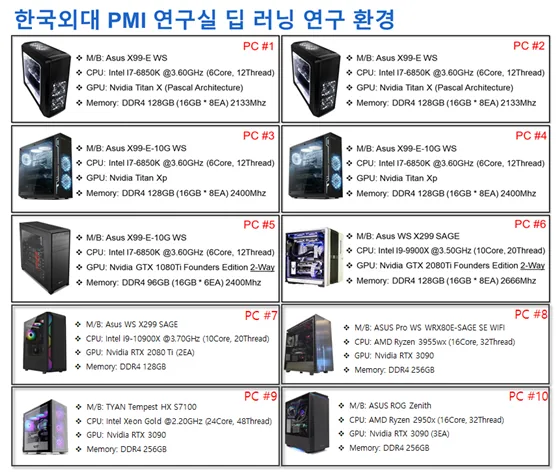 한국외대 PMI 연구실 딥 러닝 연구 환경
PC #1
❖ M/B: Asus X99-E WS
❖ CPU: Intel I7-6850K @3.60GHz (6Core, 12Thread)
❖ GPU: Nvidia Titan X (Pascal Architecture)
❖ Memory: DDR4 128GB (16GB * 8EA) 2133Mhz
PC #2
❖ M/B: Asus X99-E WS
❖ CPU: Intel I7-6850K @3.60GHz (6Core, 12Thread)
❖ GPU: Nvidia Titan X (Pascal Architecture)
❖ Memory: DDR4 128GB (16GB * 8EA) 2133Mhz
PC #3
❖ M/B: Asus X99-E-10G WS
❖ CPU: Intel I7-6850K @3.60GHz (6Core, 12Thread)
❖ GPU: Nvidia Titan Xp
❖ Memory: DDR4 128GB (16GB * 8EA) 2400Mhz
PC #4
❖ M/B: Asus X99-E-10G WS
❖ CPU: Intel I7-6850K @3.60GHz (6Core, 12Thread)
❖ GPU: Nvidia Titan Xp
❖ Memory: DDR4 128GB (16GB * 8EA) 2400Mhz
PC #5
❖ M/B: Asus X99-E-10G WS
❖ CPU: Intel I7-6850K @3.60GHz (6Core, 12Thread)
❖ GPU: Nvidia GTX 1080Ti Founders Edition 2-Way
❖ Memory: DDR4 96GB (16GB * 6EA) 2400Mhz
PC #6
❖ M/B: Asus WS X299 SAGE
❖ CPU: Intel I9-9900X @3.50GHz (10Core, 20Thread)
❖ GPU: Nvidia GTX 2080Ti Founders Edition 2-Way
❖ Memory: DDR4 128GB (16GB * 8EA) 2666Mhz
PC #7
❖ M/B: Asus WS X299 SAGE
❖ CPU: Intel I9-10900X @3.70GHz (10Core, 20Thread)
❖ GPU: Nvidia RTX 2080 Ti (2EA)
❖ Memory: DDR4 128GB
PC #8
❖ M/B: ASUS Pro WS WRX80E-SAGE SE WIFI
❖ CPU: AMD Ryzen 3955wx (16Core, 32Thread)
❖ GPU: Nvidia RTX 3090
❖ Memory: DDR4 256GB
PC #9
❖ M/B: TYAN Tempest HX S7100
❖ CPU: Intel Xeon Gold @2.20GHz (24Core, 48Thread)
❖ GPU: Nvidia RTX 3090
❖ Memory: DDR4 256GB
PC #10
❖ M/B: ASUS ROG Zenith
❖ CPU: AMD Ryzen 2950x (16Core, 32Thread)
❖ GPU: Nvidia RTX 3090 (3EA)
❖ Memory: DDR4 256GB